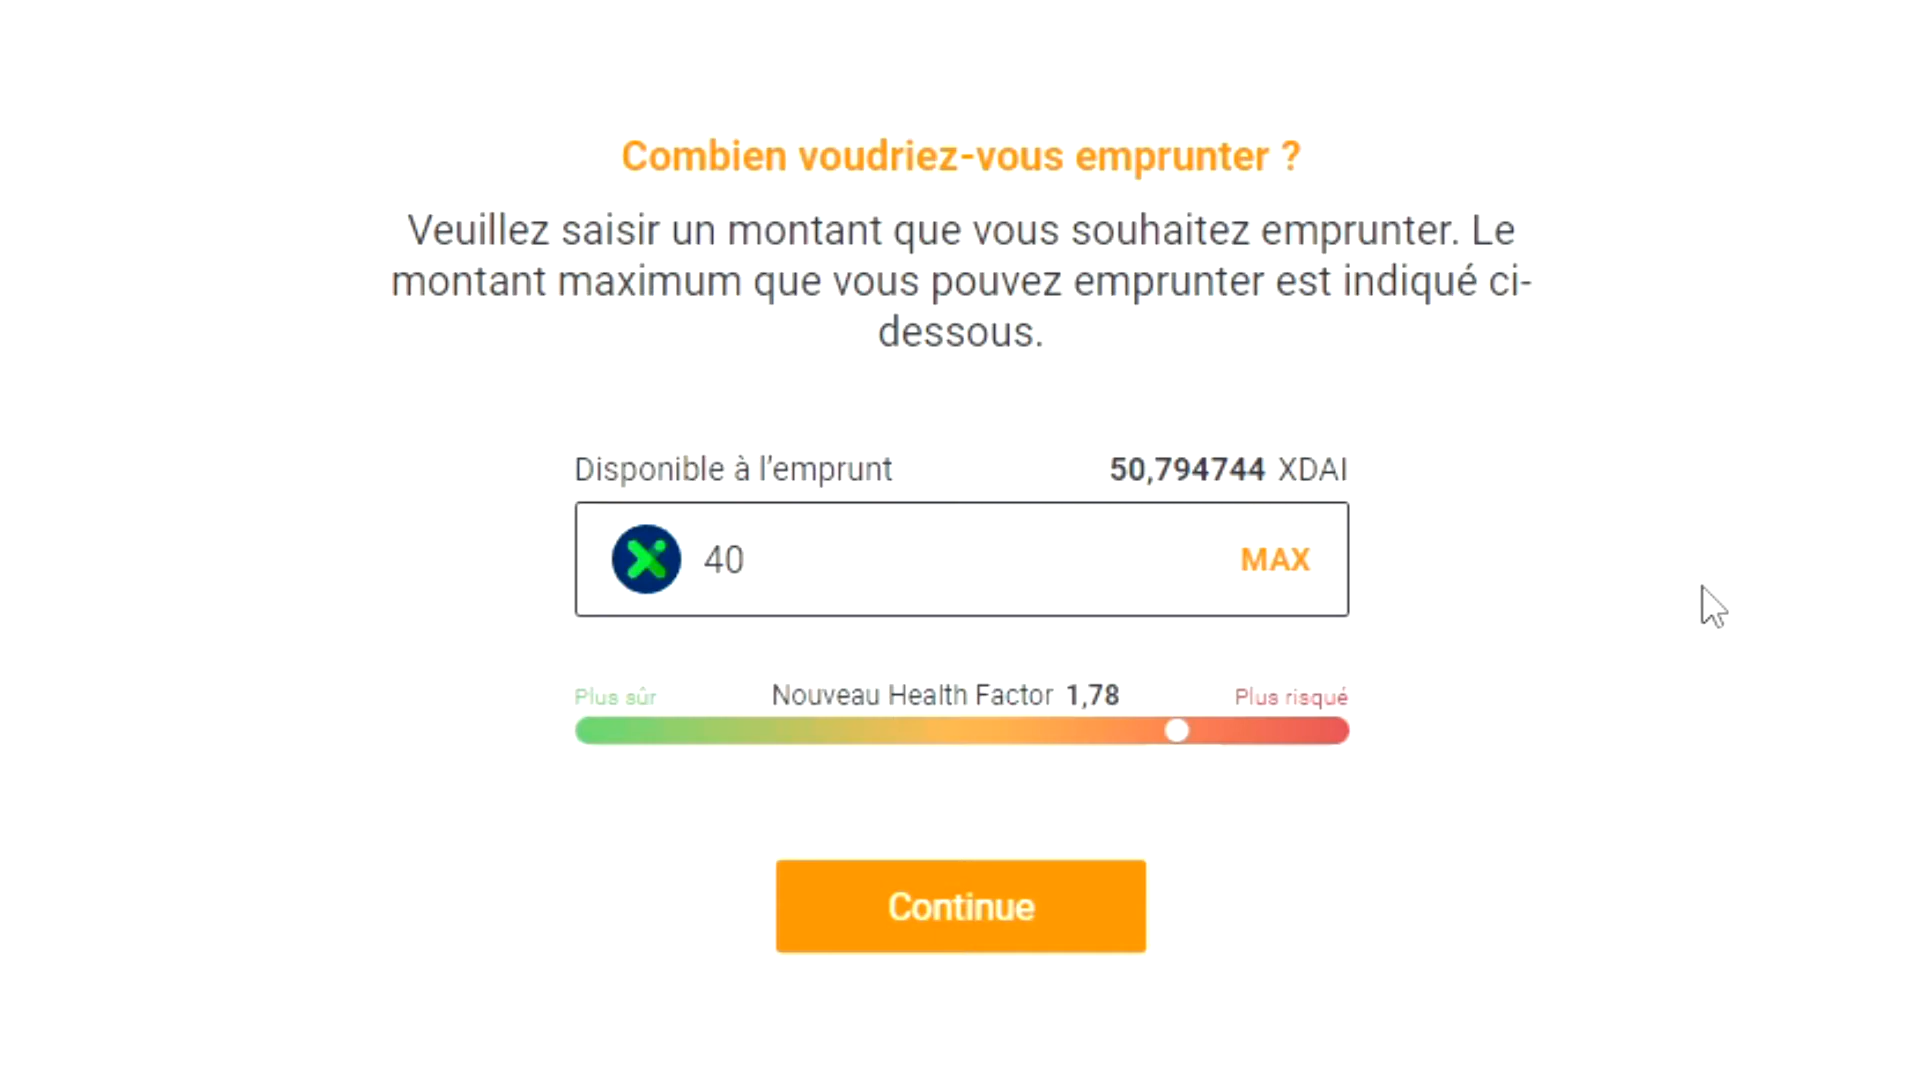 Combien voudriez-vous emprunter ?
Veuillez saisir un montant que vous souhaitez emprunter. Le
montant maximum que vous pouvez emprunter est indiqué ci-
dessous.
Disponible à l’emprunt 50,794744 XDAI
40 MAX
Plus sûr Nouveau Health Factor 1,78 Plus risqué
Continue